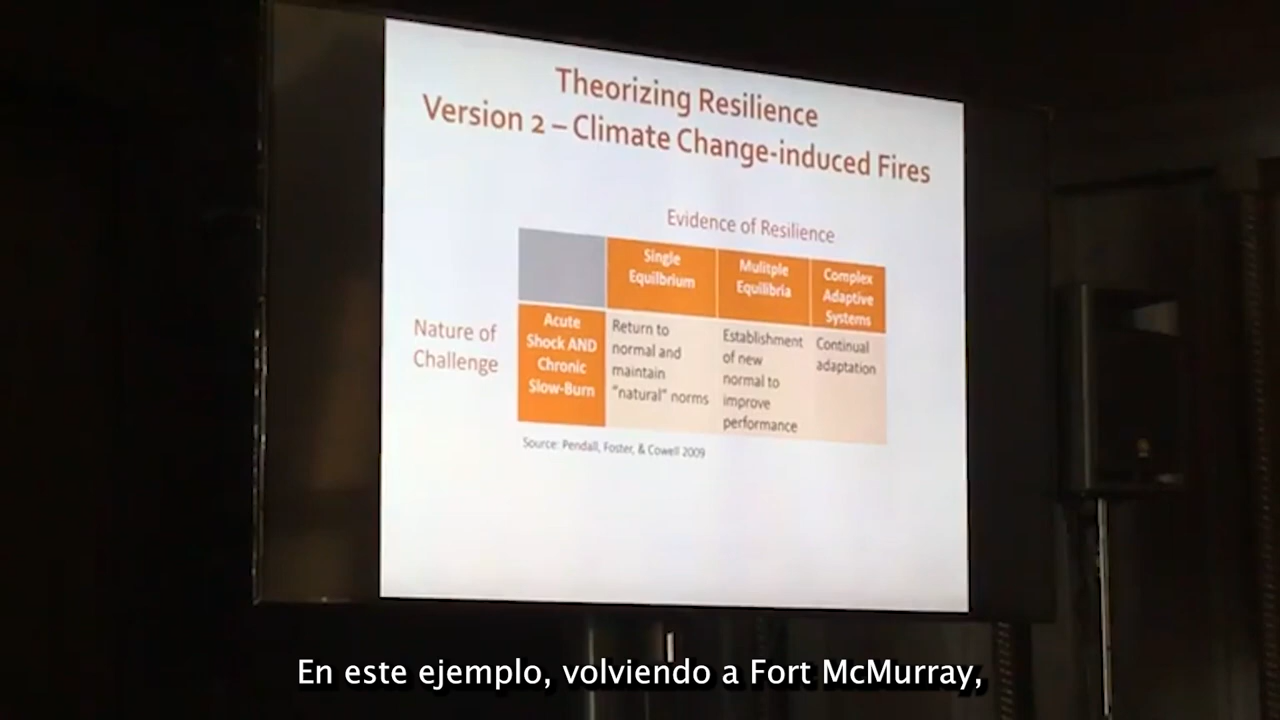 Theorizing Resilience
Version 2 – Climate Change-induced Fires
Evidence of Resilience
Single
Equilbrium
Mulitple
Equilibria
Complex
Adaptive
Systems
Nature of
Challenge
Acute
Shock AND
Chronic
Slow-Burn
Return to
normal and
maintain
"natural" norms
Establishment
of new
normal to
improve
performance
Continual
adaptation
Source: Pendall, Foster, & Cowell 2009
En este ejemplo, volviendo a Fort McMurray,